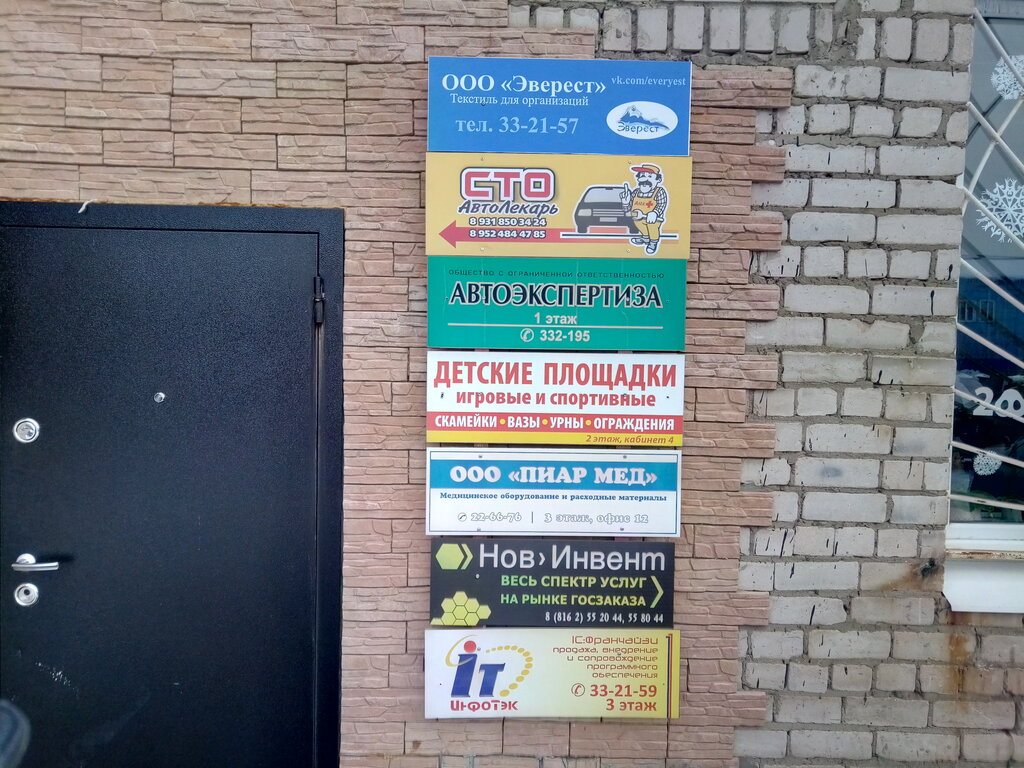 ООО «Эверест»
vk.com/everyest
Текстиль для организаций
тел. 33-21-57
Эверест
СТО
АвтоЛекарь
8 931 850 34 24
8 952 484 47 85
ОБЩЕСТВО С ОГРАНИЧЕННОЙ ОТВЕТСТВЕННОСТЬЮ
АВТОЭКСПЕРТИЗА
1 этаж
332-195
ДЕТСКИЕ ПЛОЩАДКИ
игровые и спортивные
СКАМЕЙКИ • ВАЗЫ • УРНЫ • ОГРАЖДЕНИЯ
2 этаж, кабинет 4
ООО «ПИАР МЕД»
Медицинское оборудование и расходные материалы
22-66-76 | 3 этаж, офис 12
Нов›Инвент
ВЕСЬ СПЕКТР УСЛУГ
НА РЫНКЕ ГОСЗАКАЗА
8 (816 2) 55 20 44, 55 80 44
іт
ИнфоТэк
1С:Франчайзи
продажа, внедрение
и сопровождение
программного
обеспечения
33-21-59
3 этаж